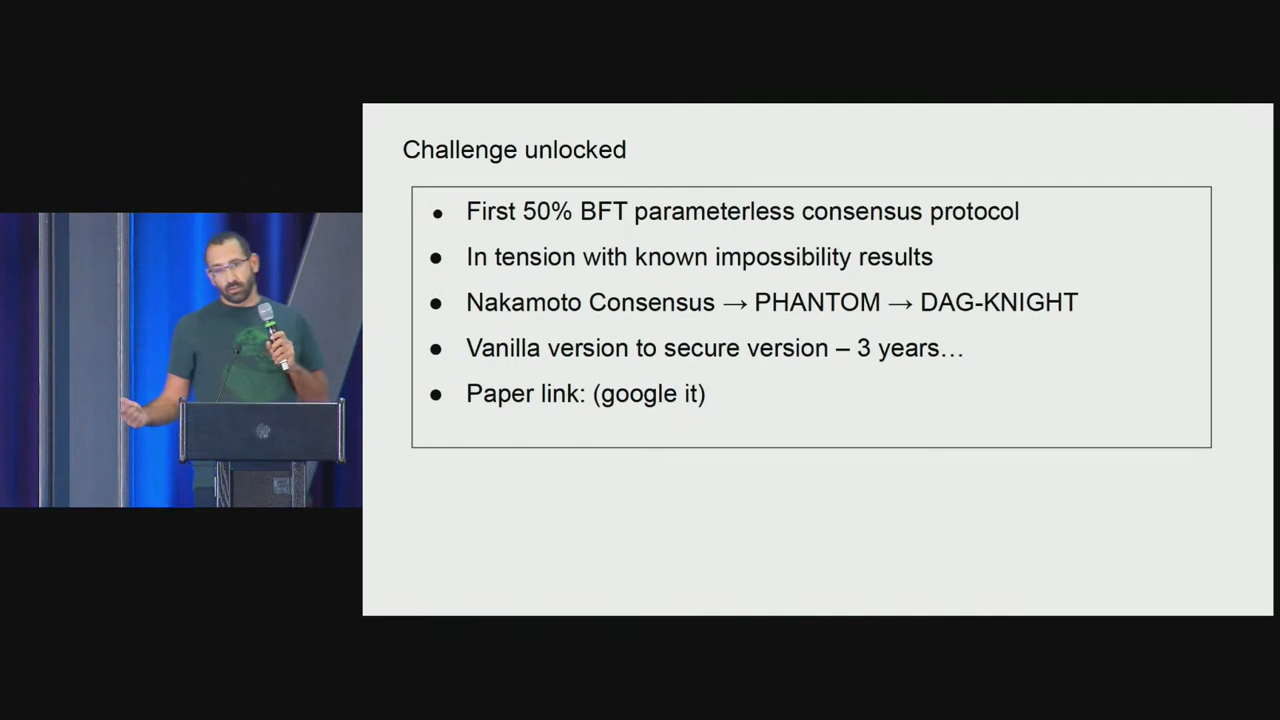 Challenge unlocked
● First 50% BFT parameterless consensus protocol
● In tension with known impossibility results
● Nakamoto Consensus → PHANTOM → DAG-KNIGHT
● Vanilla version to secure version – 3 years…
● Paper link: (google it)